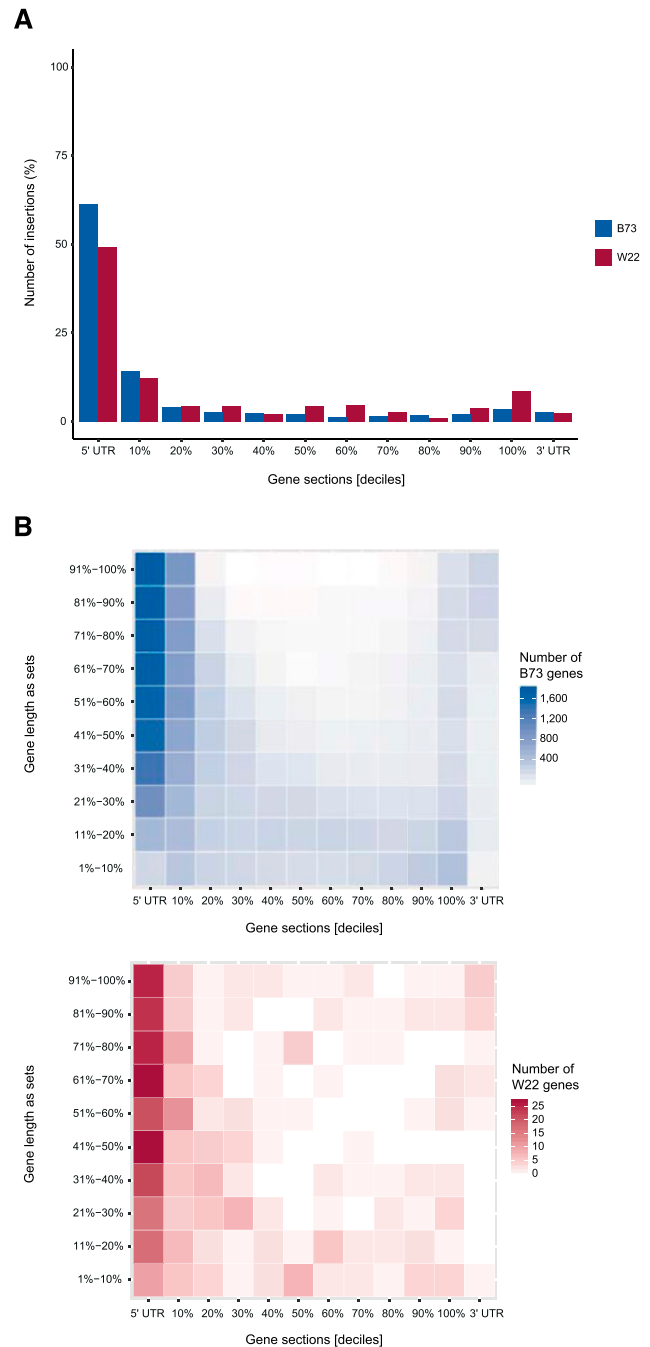 A
100
75
50
25
0
Number of insertions (%)
B73
W22
5' UTR 10% 20% 30% 40% 50% 60% 70% 80% 90% 100% 3' UTR
Gene sections [deciles]
B
91%−100%
81%−90%
71%−80%
61%−70%
51%−60%
41%−50%
31%−40%
21%−30%
11%−20%
1%−10%
Gene length as sets
Number of
B73 genes
1,600
1,200
800
400
5' UTR 10% 20% 30% 40% 50% 60% 70% 80% 90% 100% 3' UTR
Gene sections [deciles]
91%−100%
81%−90%
71%−80%
61%−70%
51%−60%
41%−50%
31%−40%
21%−30%
11%−20%
1%−10%
Gene length as sets
Number of
W22 genes
25
20
15
10
5
0
5' UTR 10% 20% 30% 40% 50% 60% 70% 80% 90% 100% 3' UTR
Gene sections [deciles]